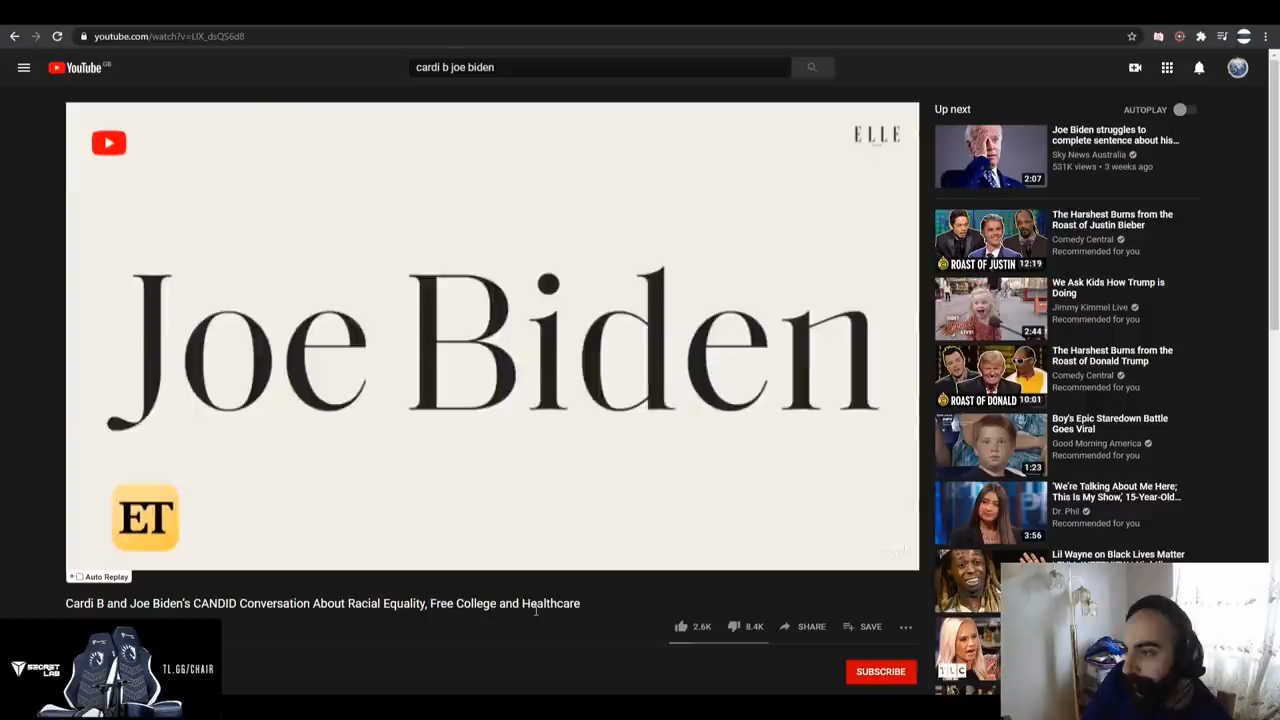 youtube.com/watch?v=LlX_dsQS6d8
YouTube GB
cardi b joe biden
ELLE
Joe Biden
ET
Auto Replay
Cardi B and Joe Biden's CANDID Conversation About Racial Equality, Free College and Healthcare
2.6K
8.4K
SHARE
SAVE
SUBSCRIBE
SECRET
LAB
TL.GG/CHAIR
Up next
AUTOPLAY
2:07
Joe Biden struggles to
complete sentence about his...
Sky News Australia
531K views • 3 weeks ago
ROAST OF JUSTIN
12:19
The Harshest Burns from the
Roast of Justin Bieber
Comedy Central
Recommended for you
2:44
We Ask Kids How Trump is
Doing
Jimmy Kimmel Live
Recommended for you
ROAST OF DONALD
10:01
The Harshest Burns from the
Roast of Donald Trump
Comedy Central
Recommended for you
1:23
Boy's Epic Staredown Battle
Goes Viral
Good Morning America
Recommended for you
3:56
'We're Talking About Me Here;
This Is My Show,' 15-Year-Old...
Dr. Phil
Recommended for you
Lil Wayne on Black Lives Matter
TLC